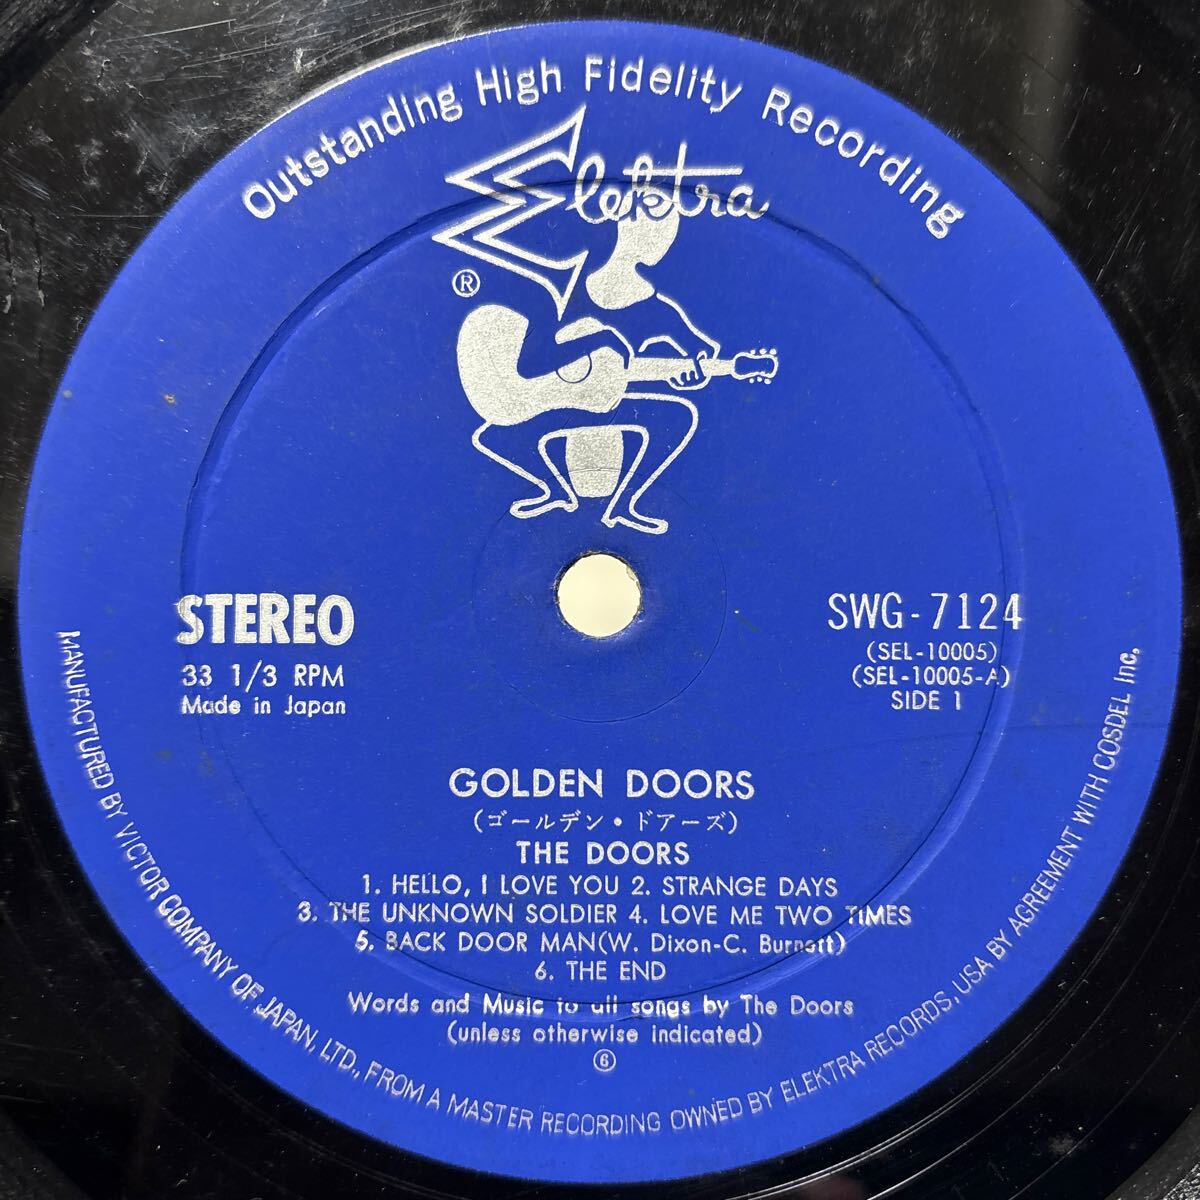 Outstanding High Fidelity Recording
Elektra
®
STEREO
33 1/3 RPM
Made in Japan
SWG-7124
(SEL-10005)
(SEL-10005-A)
SIDE 1
GOLDEN DOORS
(ゴールデン・ドアーズ)
THE DOORS
1. HELLO, I LOVE YOU 2. STRANGE DAYS
3. THE UNKNOWN SOLDIER 4. LOVE ME TWO TIMES
5. BACK DOOR MAN(W. Dixon-C. Burnett)
6. THE END
Words and Music to all songs by The Doors
(unless otherwise indicated)
⑥
MANUFACTURED BY VICTOR COMPANY OF JAPAN, LTD., FROM A MASTER RECORDING OWNED BY ELEKTRA RECORDS, USA BY AGREEMENT WITH COSDEL Inc,